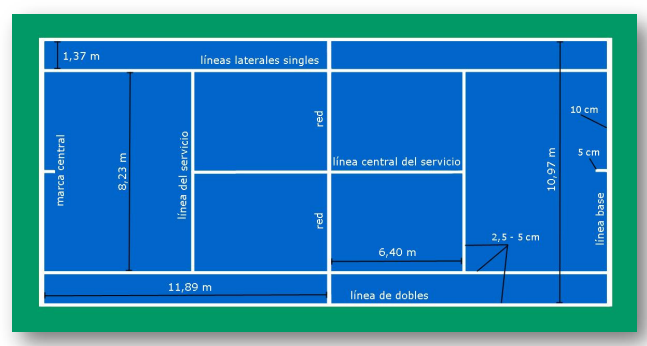 1,37 m
líneas laterales singles
10 cm
red
marca central
8,23 m
línea del servicio
línea central del servicio
5 cm
10,97 m
línea base
red
2,5 - 5 cm
6,40 m
11,89 m
línea de dobles